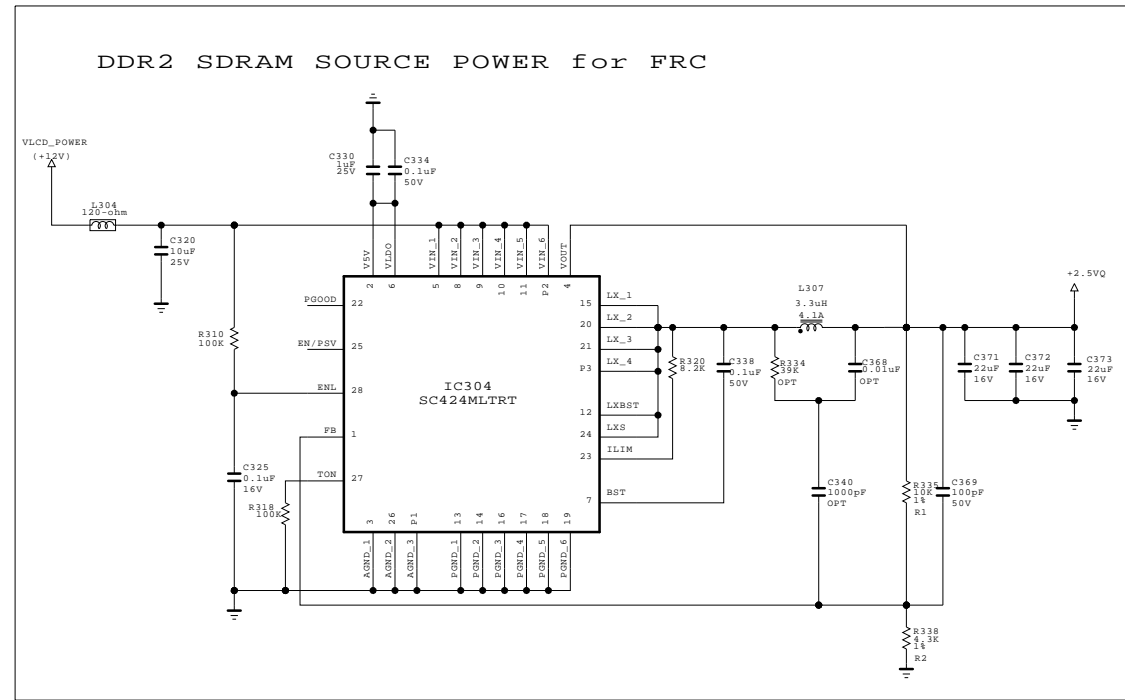 DDR2 SDRAM SOURCE POWER for FRC
VLCD_POWER
(+12V)
L304
120-ohm
C320
10uF
25V
C330
1uF
25V
C334
0.1uF
50V
R310
100K
C325
0.1uF
16V
R318
100K
V5V
VLDO
VIN_1
VIN_2
VIN_3
VIN_4
VIN_5
VIN_6
VOUT
2
6
5
8
9
10
11
P2
4
PGOOD
22
EN/PSV
25
ENL
28
FB
1
TON
27
IC304
SC424MLTRT
15
LX_1
20
LX_2
21
LX_3
P3
LX_4
12
LXBST
24
LXS
23
ILIM
7
BST
3
26
P1
13
14
16
17
18
19
AGND_1
AGND_2
AGND_3
PGND_1
PGND_2
PGND_3
PGND_4
PGND_5
PGND_6
R320
8.2K
C338
0.1uF
50V
L307
3.3uH
4.1A
R334
39K
OPT
C368
0.01uF
OPT
C340
1000pF
OPT
R335
10K
1%
R1
C369
100pF
50V
R338
4.3K
1%
R2
+2.5VQ
C371
22uF
16V
C372
22uF
16V
C373
22uF
16V